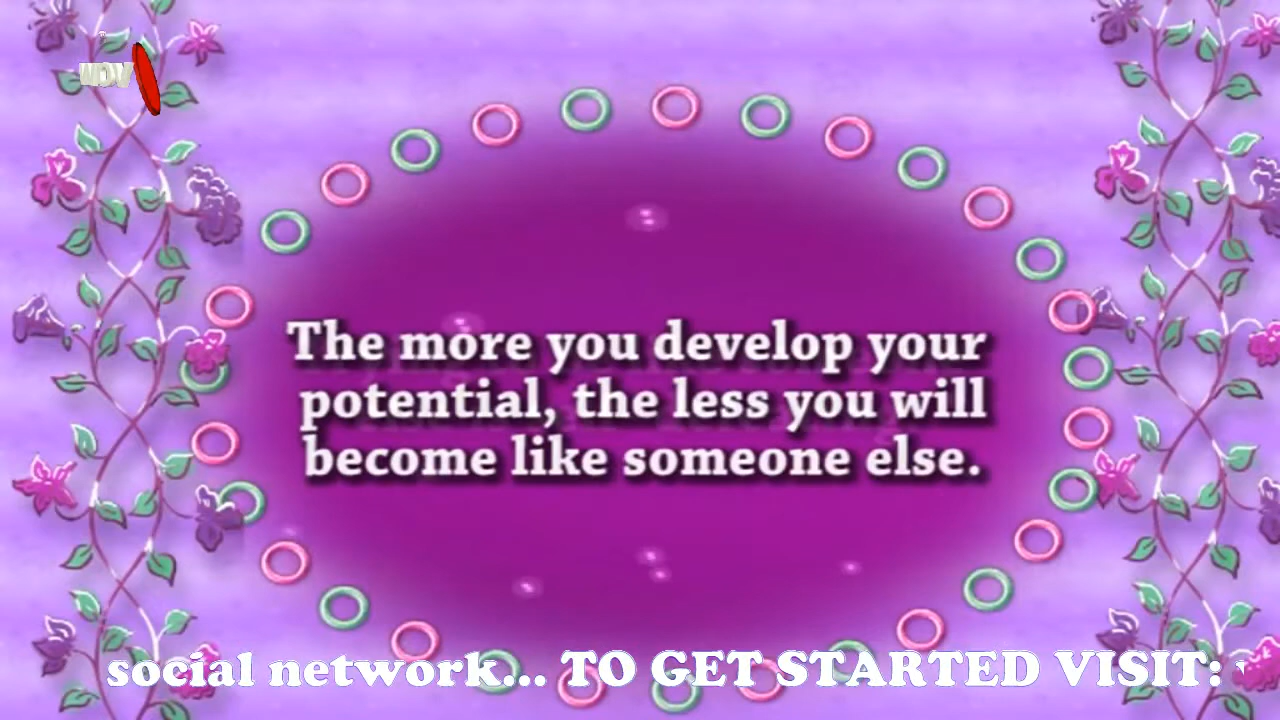 WOW
The more you develop your
potential, the less you will
become like someone else.
social network... TO GET STARTED VISIT: